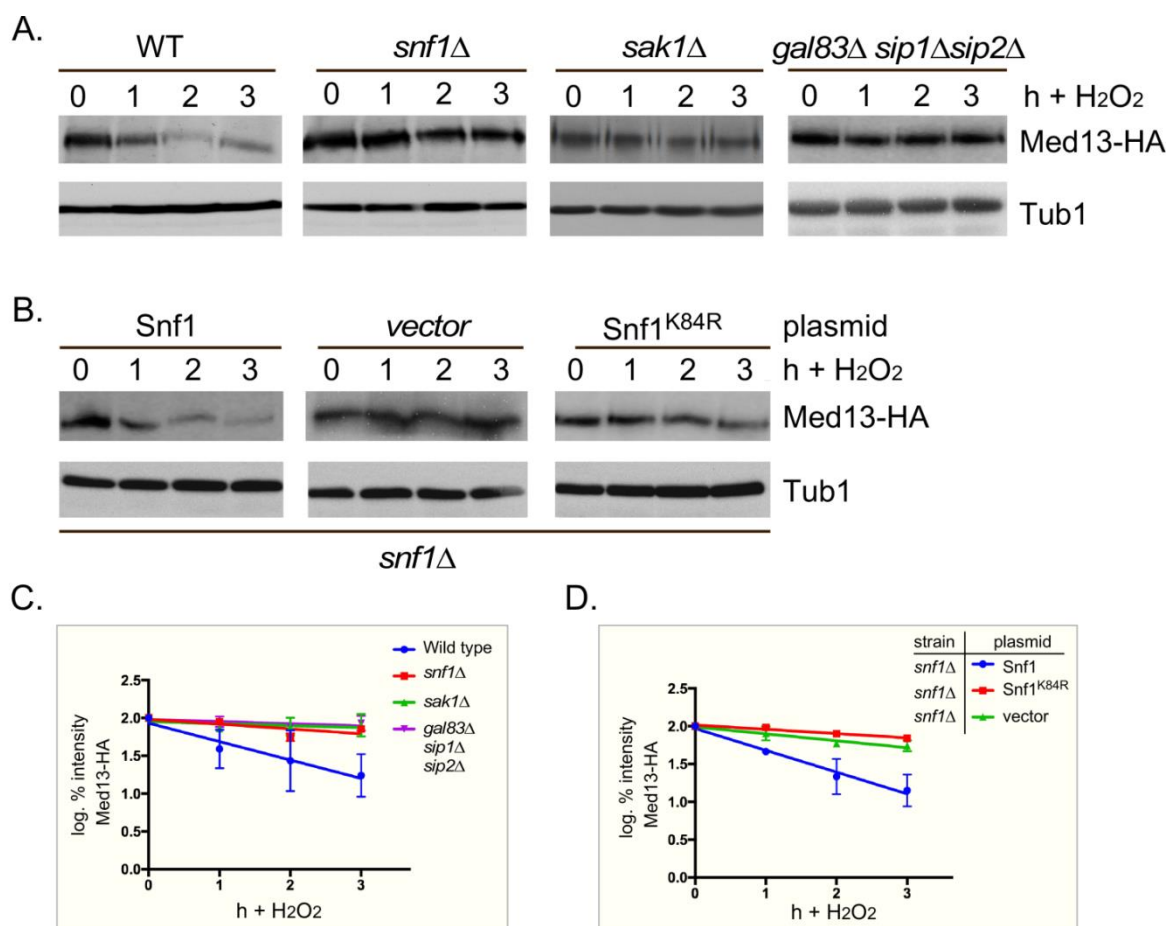 A.
WT snf1Δ sak1Δ gal83Δ sip1Δsip2Δ
0 1 2 3 0 1 2 3 0 1 2 3 0 1 2 3 h + H2O2
Med13-HA
Tub1
B.
Snf1 vector Snf1K84R plasmid
0 1 2 3 0 1 2 3 0 1 2 3 h + H2O2
Med13-HA
Tub1
snf1Δ
C.
Wild type
snf1Δ
sak1Δ
gal83Δ
sip1Δ
sip2Δ
log. % intensity
Med13-HA
2.5
2.0
1.5
1.0
0.5
0.0
0 1 2 3
h + H2O2
D.
strain plasmid
snf1Δ Snf1
snf1Δ Snf1K84R
snf1Δ vector
log. % intensity
Med13-HA
2.5
2.0
1.5
1.0
0.5
0.0
0 1 2 3
h + H2O2